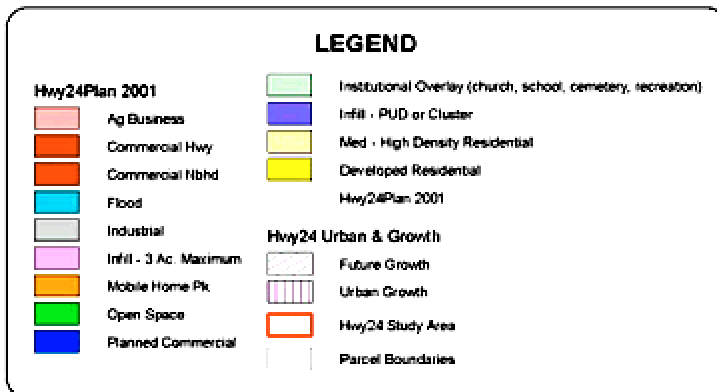 LEGEND
Hwy24Plan 2001
Ag Business
Commercial Hwy
Commercial Nbhd
Flood
Industrial
Infill - 3 Ac. Maximum
Mobile Home Pk
Open Space
Planned Commercial
Institutional Overlay (church, school, cemetery, recreation)
Infill - PUD or Cluster
Med - High Density Residential
Developed Residential
Hwy24Plan 2001
Hwy24 Urban & Growth
Future Growth
Urban Growth
Hwy24 Study Area
Parcel Boundaries